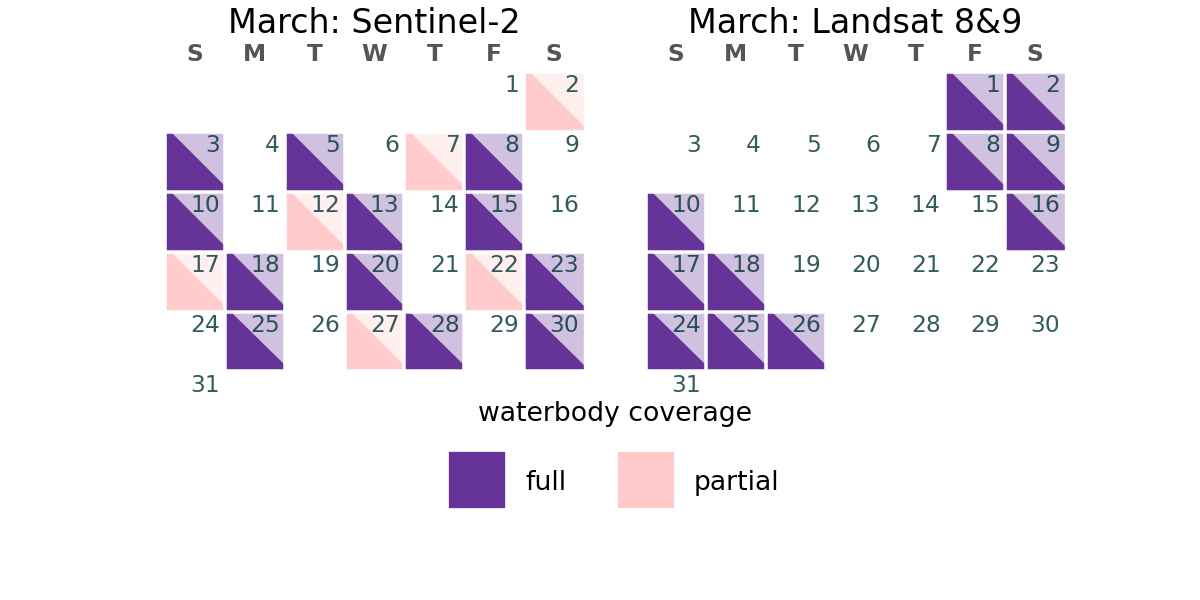 March: Sentinel-2
S M T W T F S
1 2
3 4 5 6 7 8 9
10 11 12 13 14 15 16
17 18 19 20 21 22 23
24 25 26 27 28 29 30
31
March: Landsat 8&9
S M T W T F S
1 2
3 4 5 6 7 8 9
10 11 12 13 14 15 16
17 18 19 20 21 22 23
24 25 26 27 28 29 30
31
waterbody coverage
full partial